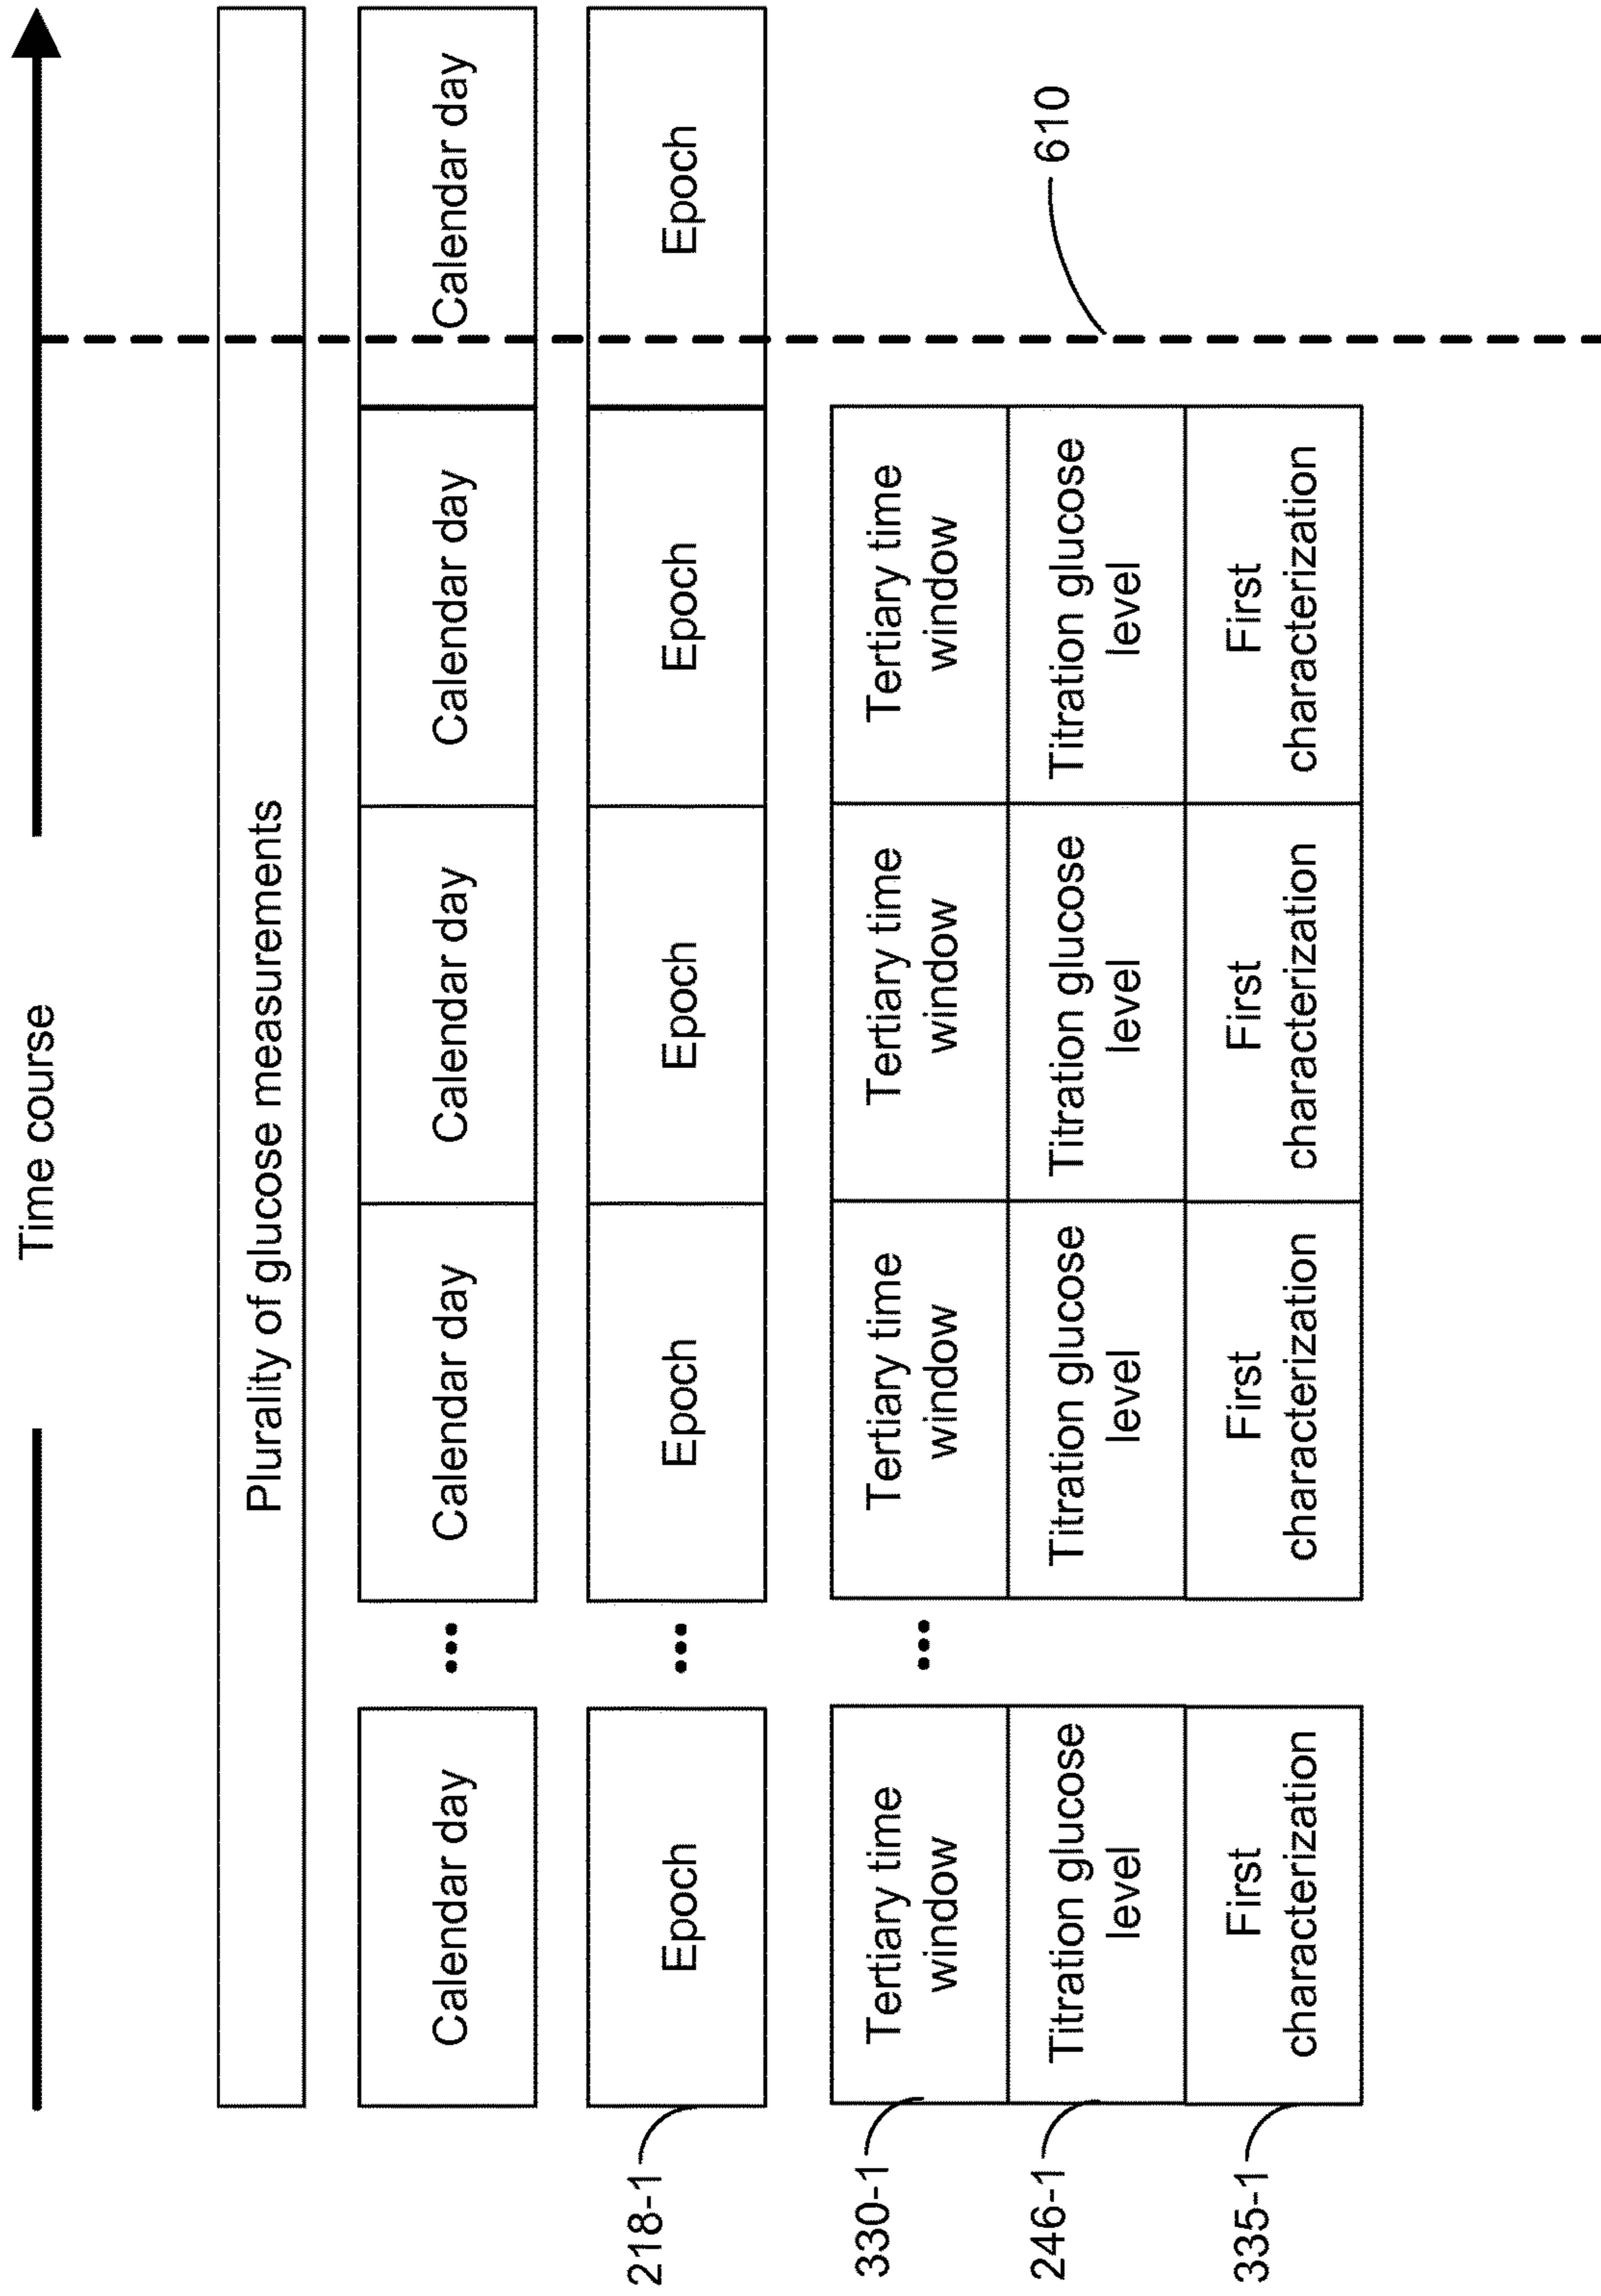 Time course
Plurality of glucose measurements
Calendar day
...
Calendar day
Calendar day
Calendar day
Calendar day
218-1
Epoch
...
Epoch
Epoch
Epoch
Epoch
330-1
Tertiary time
window
...
Tertiary time
window
Tertiary time
window
Tertiary time
window
610
246-1
Titration glucose
level
Titration glucose
level
Titration glucose
level
Titration glucose
level
335-1
First
characterization
First
characterization
First
characterization
First
characterization